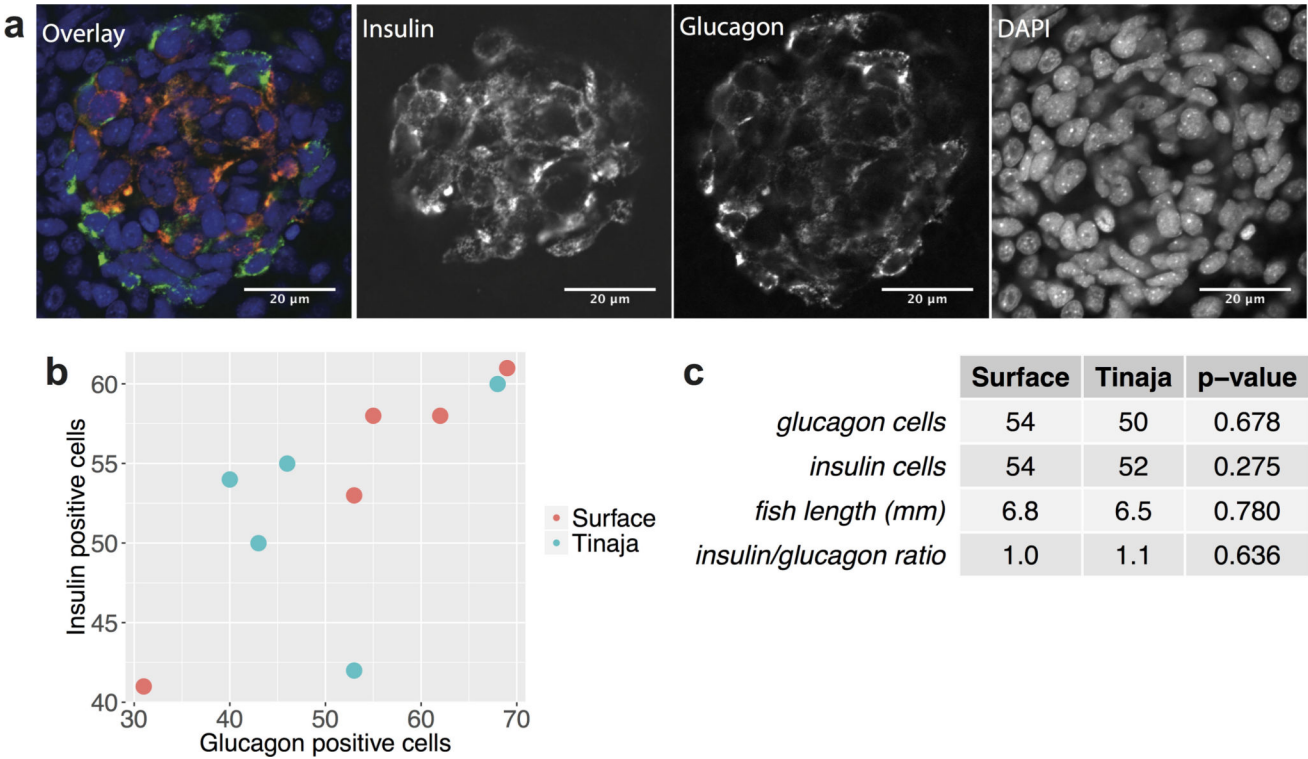 a
Overlay
Insulin
Glucagon
DAPI
20 µm
20 µm
20 µm
20 µm
b
60
55
50
45
40
30 40 50 60 70
Insulin positive cells
Glucagon positive cells
Surface
Tinaja
c
Surface Tinaja p–value
glucagon cells 54 50 0.678
insulin cells 54 52 0.275
fish length (mm) 6.8 6.5 0.780
insulin/glucagon ratio 1.0 1.1 0.636